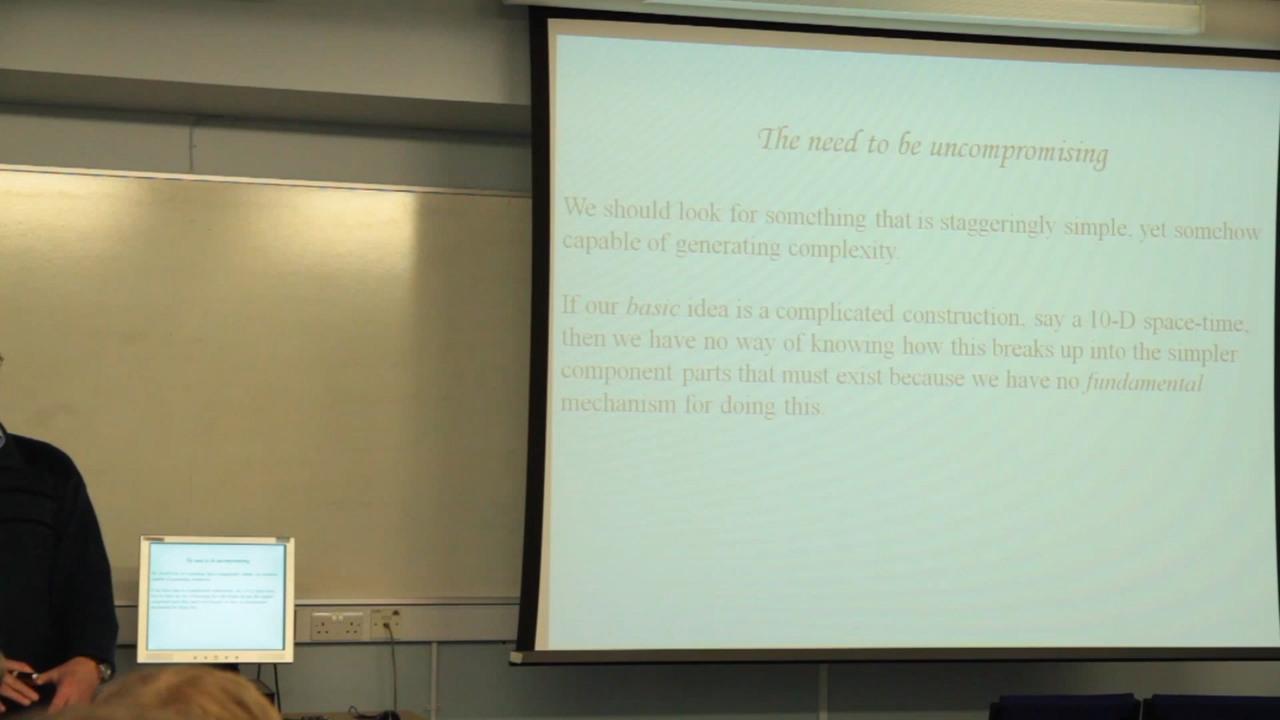 The need to be uncompromising
We should look for something that is staggeringly simple, yet somehow
capable of generating complexity.
If our basic idea is a complicated construction, say a 10-D space-time,
then we have no way of knowing how this breaks up into the simpler
component parts that must exist because we have no fundamental
mechanism for doing this.